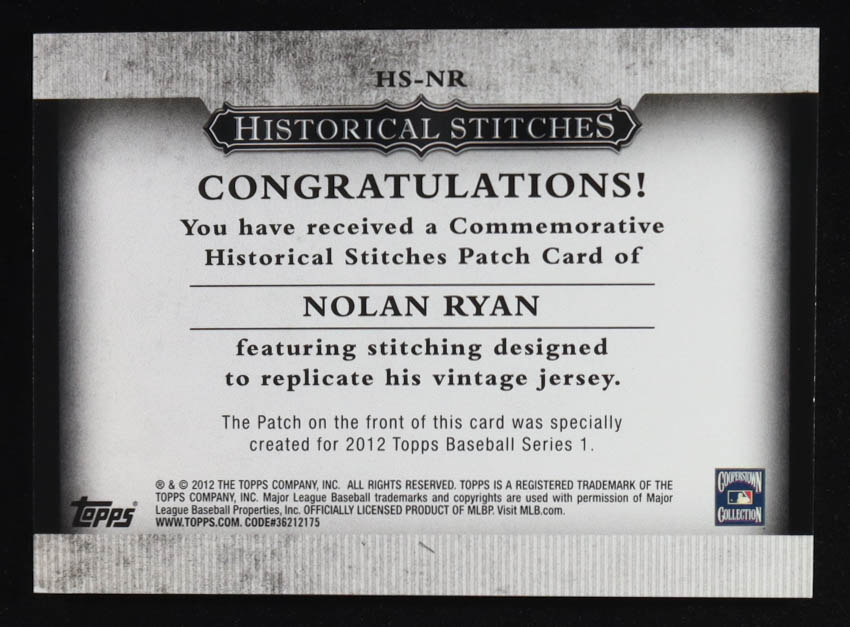 HS-NR
HISTORICAL STITCHES
CONGRATULATIONS!
You have received a Commemorative
Historical Stitches Patch Card of
NOLAN RYAN
featuring stitching designed
to replicate his vintage jersey.
The Patch on the front of this card was specially
created for 2012 Topps Baseball Series 1.
® & © 2012 THE TOPPS COMPANY, INC. ALL RIGHTS RESERVED. TOPPS IS A REGISTERED TRADEMARK OF THE
TOPPS COMPANY, INC. Major League Baseball trademarks and copyrights are used with permission of Major
League Baseball Properties, Inc. OFFICIALLY LICENSED PRODUCT OF MLBP. Visit MLB.com.
WWW.TOPPS.COM. CODE#36212175
Topps®
COOPERSTOWN
COLLECTION